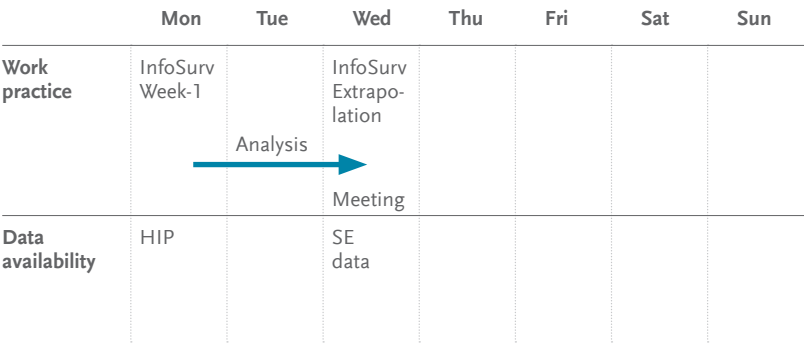 Mon Tue Wed Thu Fri Sat Sun
Work
practice
InfoSurv
Week-1
InfoSurv
Extrapo-
lation
Analysis
Meeting
Data
availability
HIP
SE
data